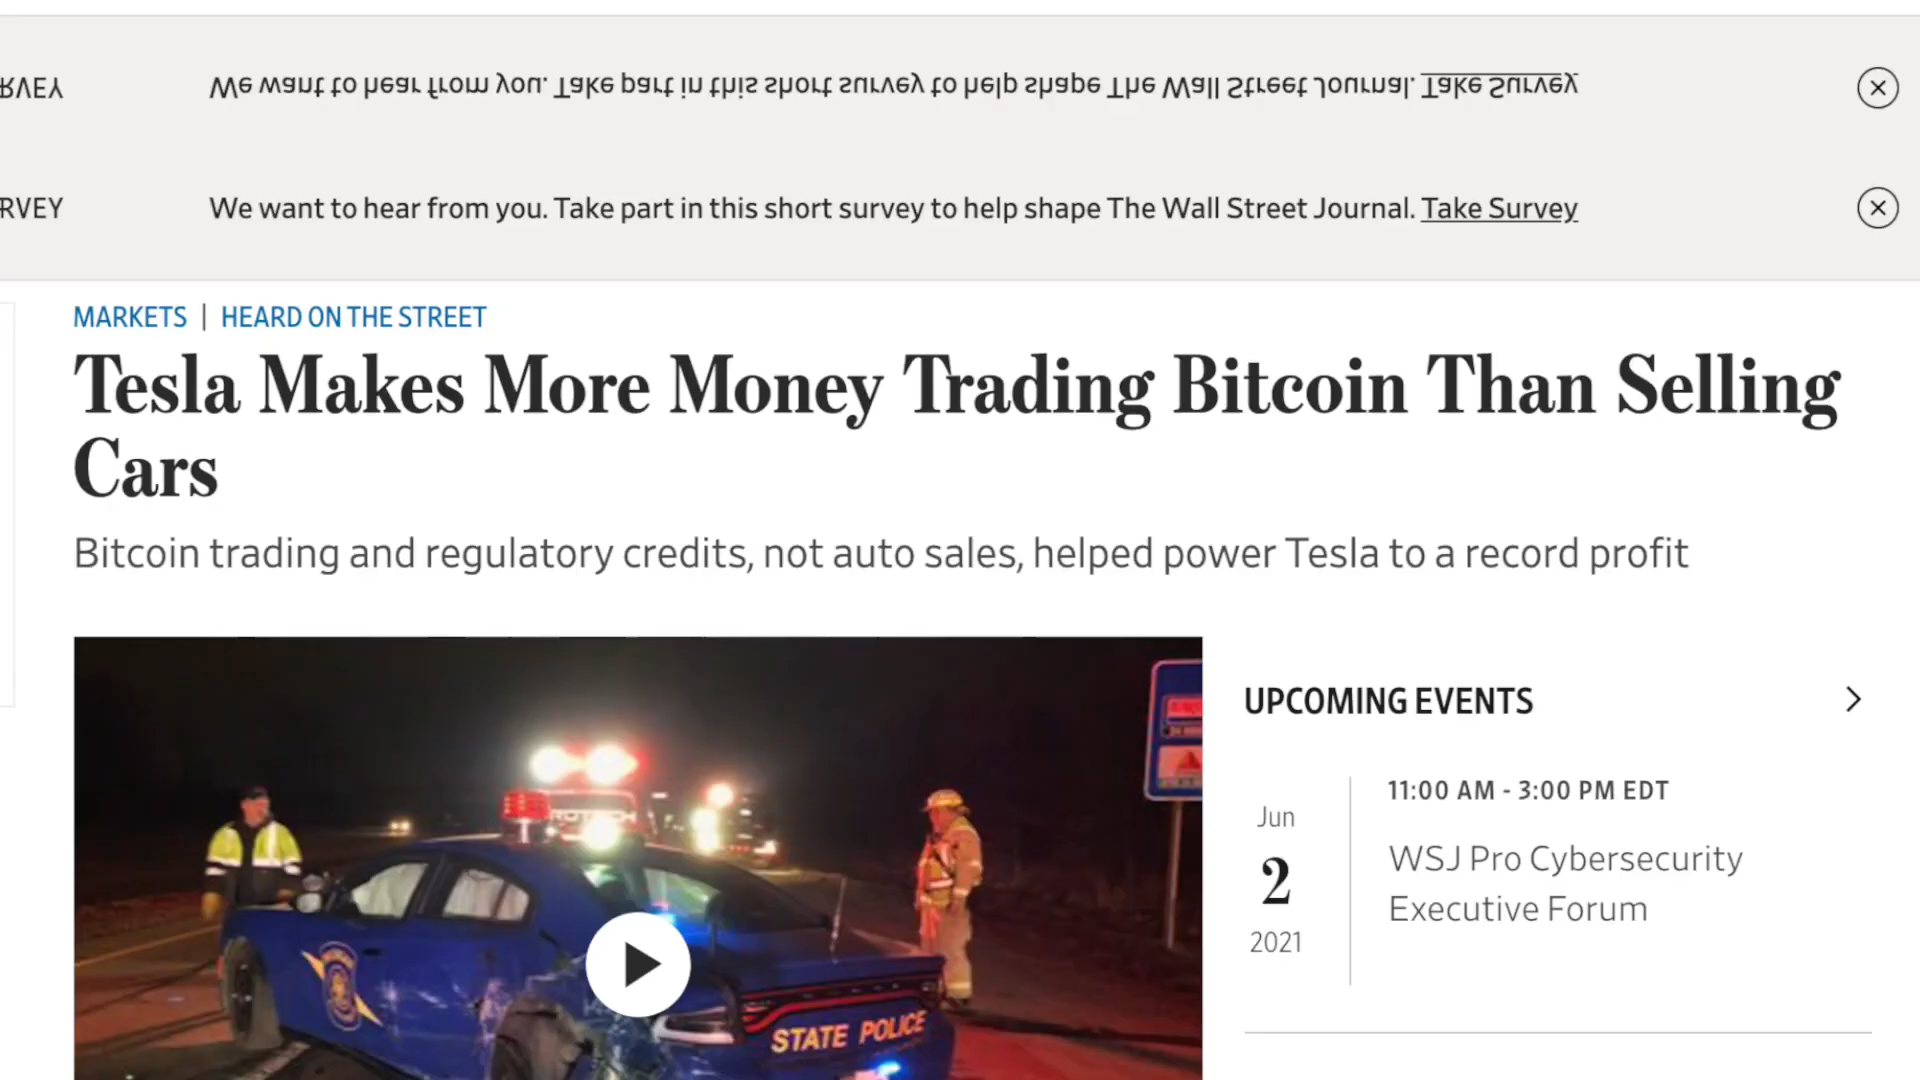 RVEY We want to hear from you. Take part in this short survey to help shape The Wall Street Journal. Take Survey
RVEY We want to hear from you. Take part in this short survey to help shape The Wall Street Journal. Take Survey
MARKETS | HEARD ON THE STREET
Tesla Makes More Money Trading Bitcoin Than Selling
Cars
Bitcoin trading and regulatory credits, not auto sales, helped power Tesla to a record profit
UPCOMING EVENTS
11:00 AM - 3:00 PM EDT
Jun
2
2021
WSJ Pro Cybersecurity
Executive Forum
STATE POLICE